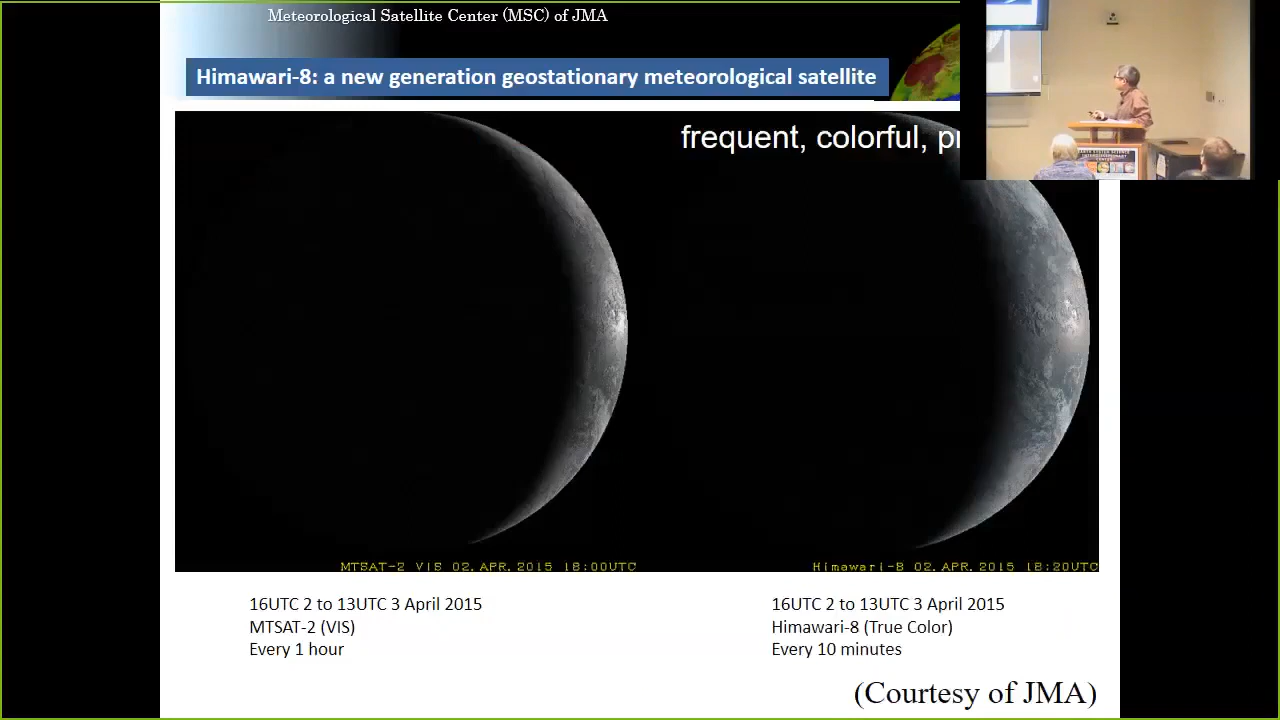 Meteorological Satellite Center (MSC) of JMA
Himawari-8: a new generation geostationary meteorological satellite
frequent, colorful,
MTSAT-2 VIS 02.APR.2015 18:00UTC
Himawari-8 02.APR.2015 18:20UTC
16UTC 2 to 13UTC 3 April 2015
MTSAT-2 (VIS)
Every 1 hour
16UTC 2 to 13UTC 3 April 2015
Himawari-8 (True Color)
Every 10 minutes
(Courtesy of JMA)